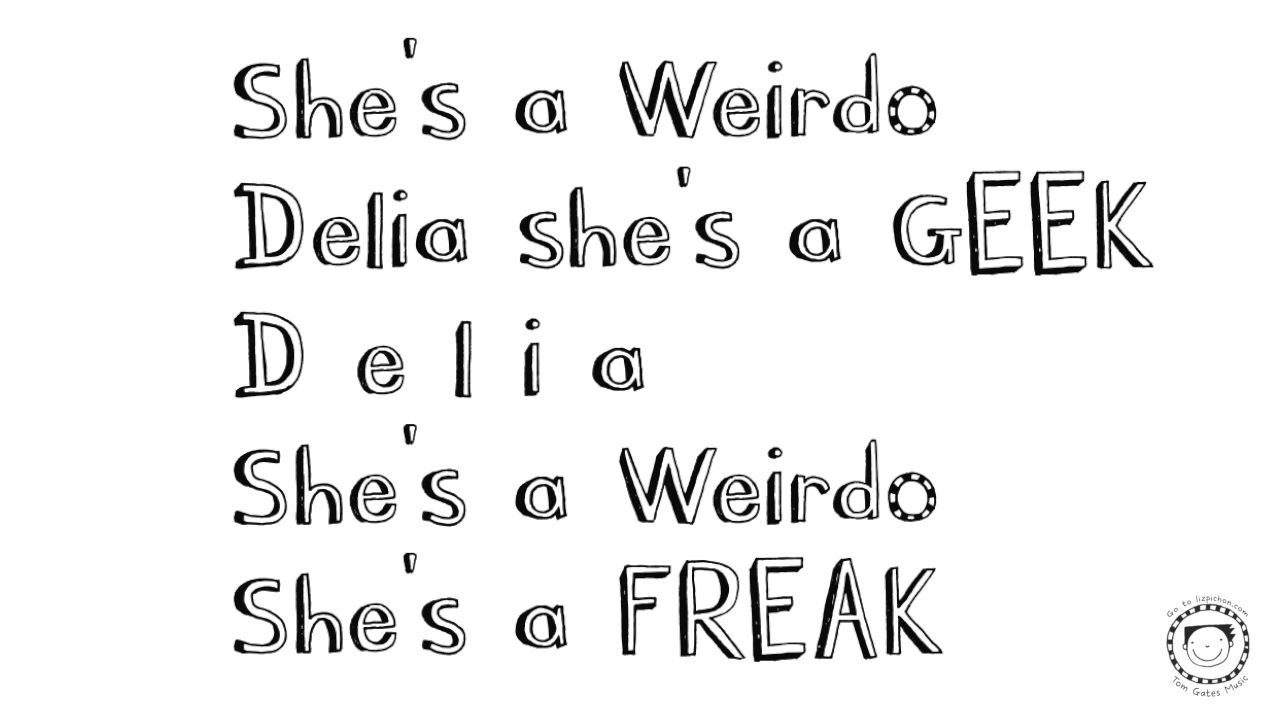 She's a Weirdo
Delia she's a GEEK
D e l i a
She's a Weirdo
She's a FREAK
Go to lizpichon.com
Tom Gates Music